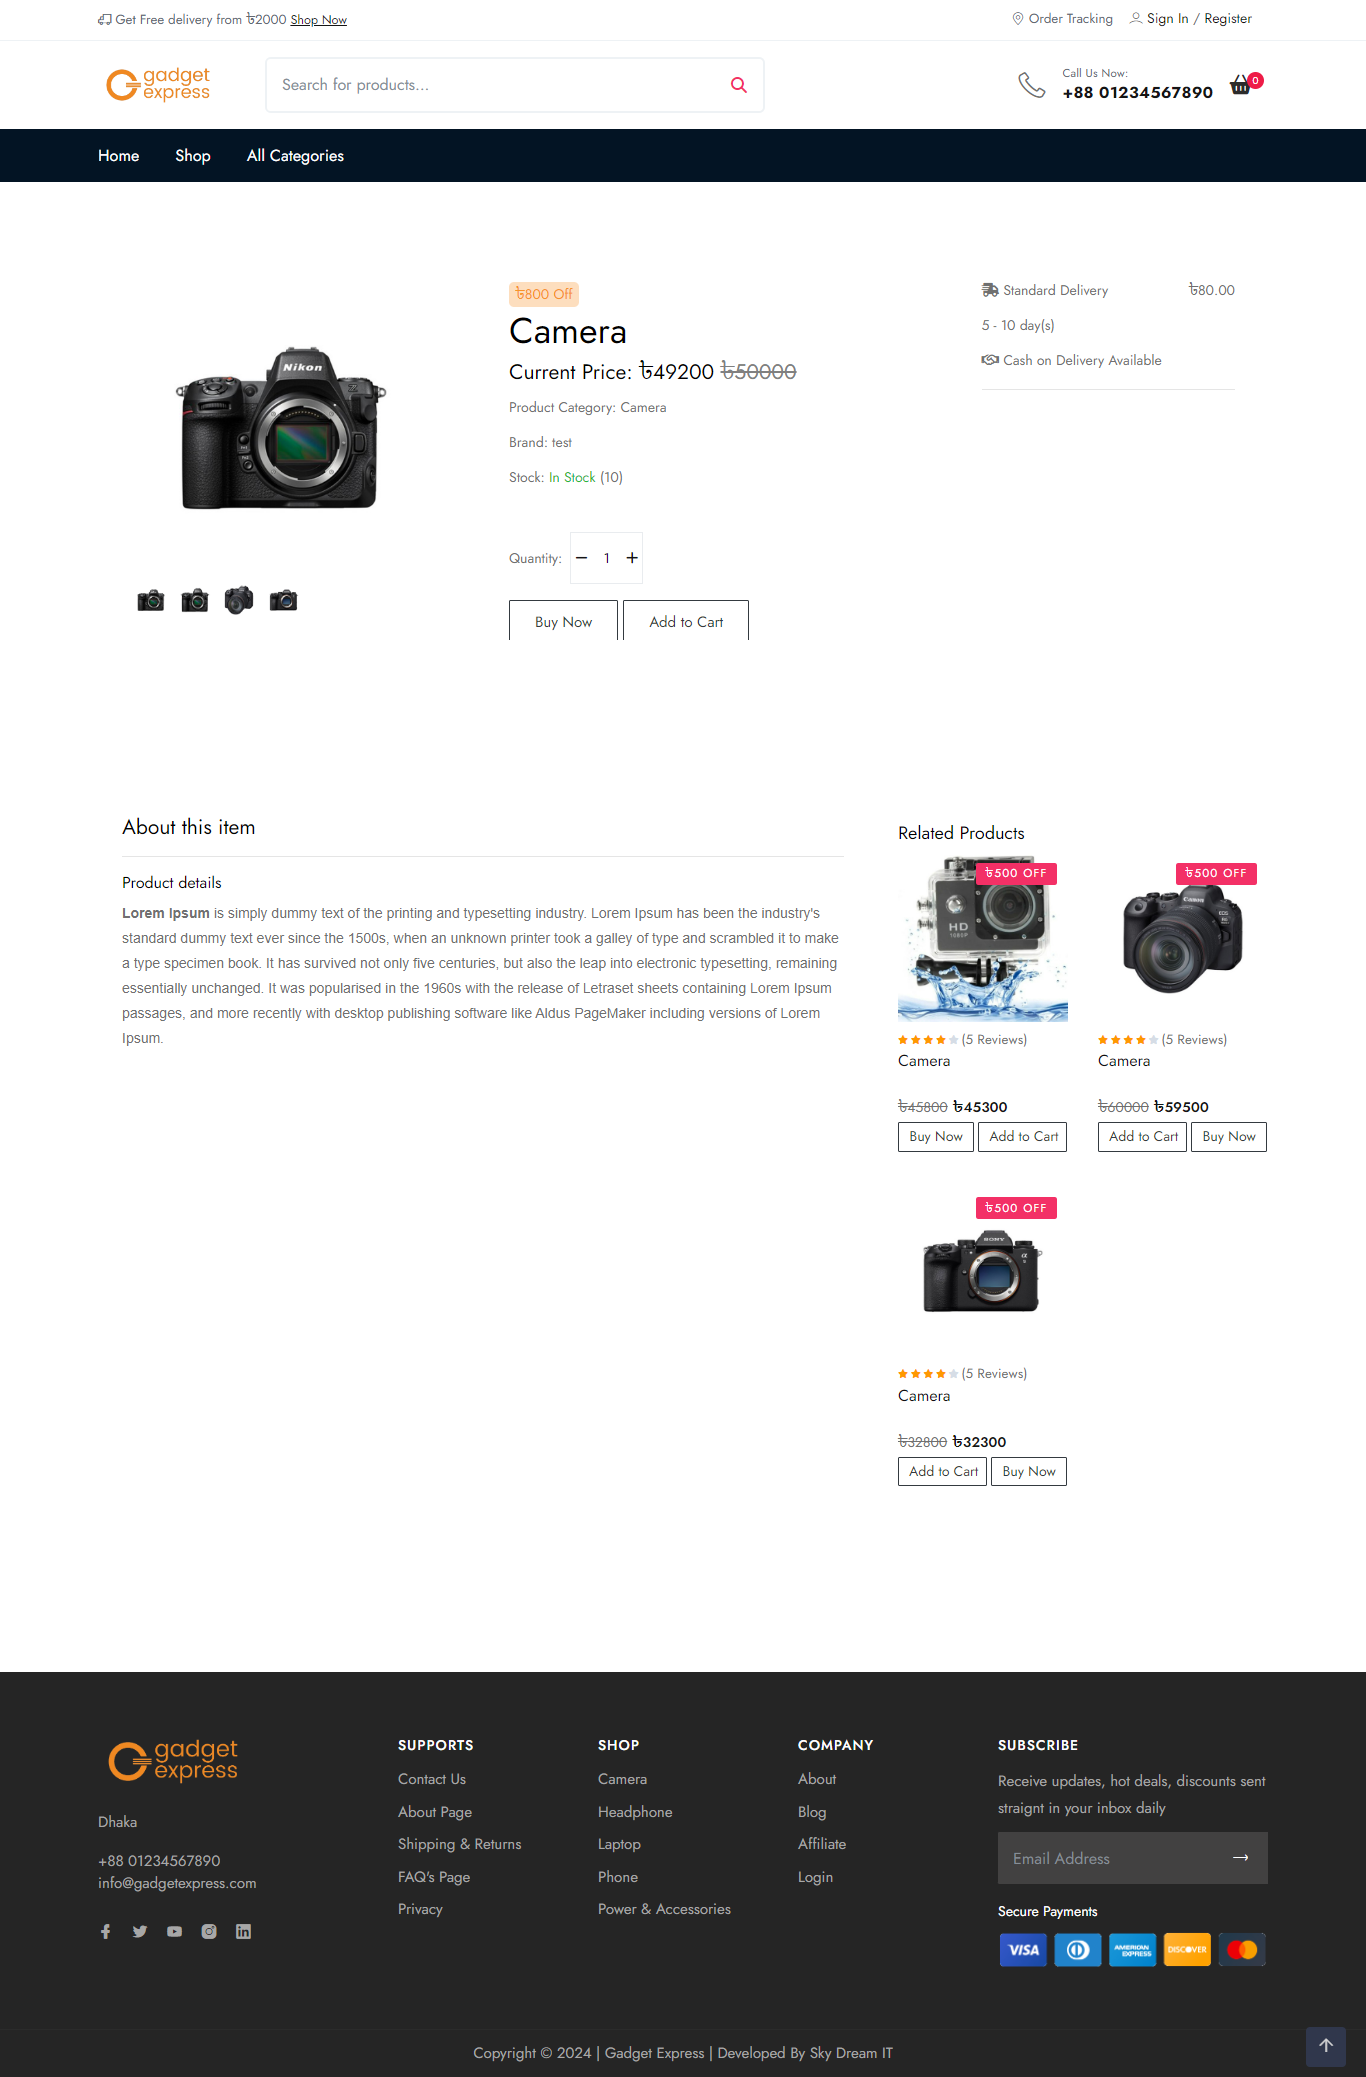 Get Free delivery from ৳2000 Shop Now
Order Tracking
Sign In / Register
gadget
express
Search for products...
Call Us Now:
+88 01234567890
0
Home
Shop
All Categories
Nikon
Z
৳800 Off
Camera
Current Price: ৳49200 ৳50000
Product Category: Camera
Brand: test
Stock: In Stock (10)
Quantity:
1
Buy Now
Add to Cart
Standard Delivery
৳80.00
5 - 10 day(s)
Cash on Delivery Available
About this item
Product details
Lorem Ipsum is simply dummy text of the printing and typesetting industry. Lorem Ipsum has been the industry's
standard dummy text ever since the 1500s, when an unknown printer took a galley of type and scrambled it to make
a type specimen book. It has survived not only five centuries, but also the leap into electronic typesetting, remaining
essentially unchanged. It was popularised in the 1960s with the release of Letraset sheets containing Lorem Ipsum
passages, and more recently with desktop publishing software like Aldus PageMaker including versions of Lorem
Ipsum.
Related Products
৳500 OFF
HD
1080P
(5 Reviews)
Camera
৳45800 ৳45300
Buy Now
Add to Cart
৳500 OFF
Canon
EOS
(5 Reviews)
Camera
৳60000 ৳59500
Add to Cart
Buy Now
৳500 OFF
SONY
(5 Reviews)
Camera
৳32800 ৳32300
Add to Cart
Buy Now
gadget
express
Dhaka
+88 01234567890
info@gadgetexpress.com
SUPPORTS
Contact Us
About Page
Shipping & Returns
FAQ's Page
Privacy
SHOP
Camera
Headphone
Laptop
Phone
Power & Accessories
COMPANY
About
Blog
Affiliate
Login
SUBSCRIBE
Receive updates, hot deals, discounts sent
straignt in your inbox daily
Email Address
Secure Payments
VISA
AMERICAN
EXPRESS
DISCOVER
Copyright © 2024 | Gadget Express | Developed By Sky Dream IT